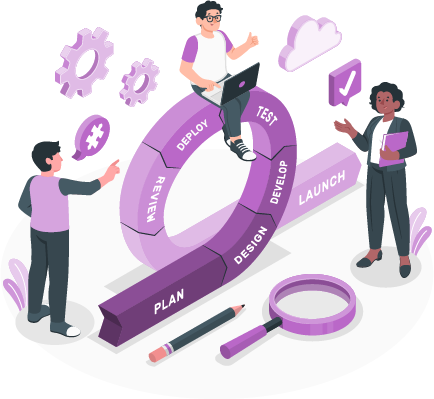 PLAN
DESIGN
DEVELOP
TEST
DEPLOY
REVIEW
LAUNCH